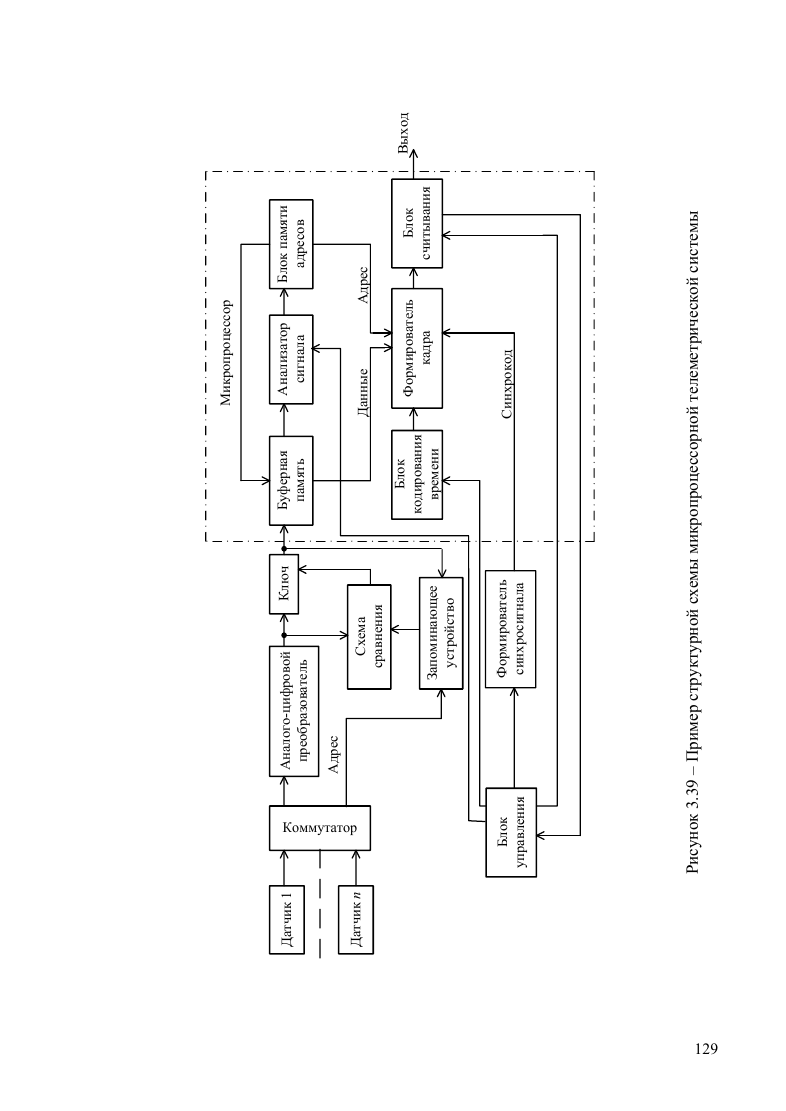 Микропроцессор
Датчик 1
Датчик n
Коммутатор
Аналого-цифровой
преобразователь
Адрес
Ключ
Схема
сравнения
Запоминающее
устройство
Буферная
память
Анализатор
сигнала
Блок памяти
адресов
Данные
Адрес
Блок
кодирования
времени
Формирователь
кадра
Блок
считывания
Выход
Блок
управления
Формирователь
синхросигнала
Синхрокод
Рисунок 3.39 – Пример структурной схемы микропроцессорной телеметрической системы
129